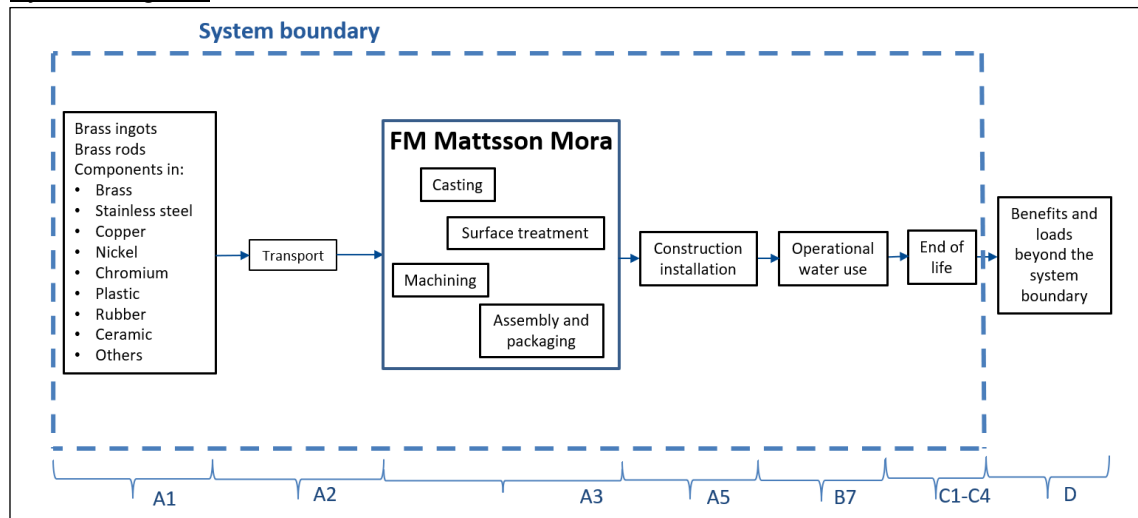 System boundary
Brass ingots
Brass rods
Components in:
• Brass
• Stainless steel
• Copper
• Nickel
• Chromium
• Plastic
• Rubber
• Ceramic
• Others
Transport
FM Mattsson Mora
Casting
Surface treatment
Machining
Assembly and
packaging
Construction
installation
Operational
water use
End of
life
Benefits and
loads
beyond the
system
boundary
A1
A2
A3
A5
B7
C1-C4
D